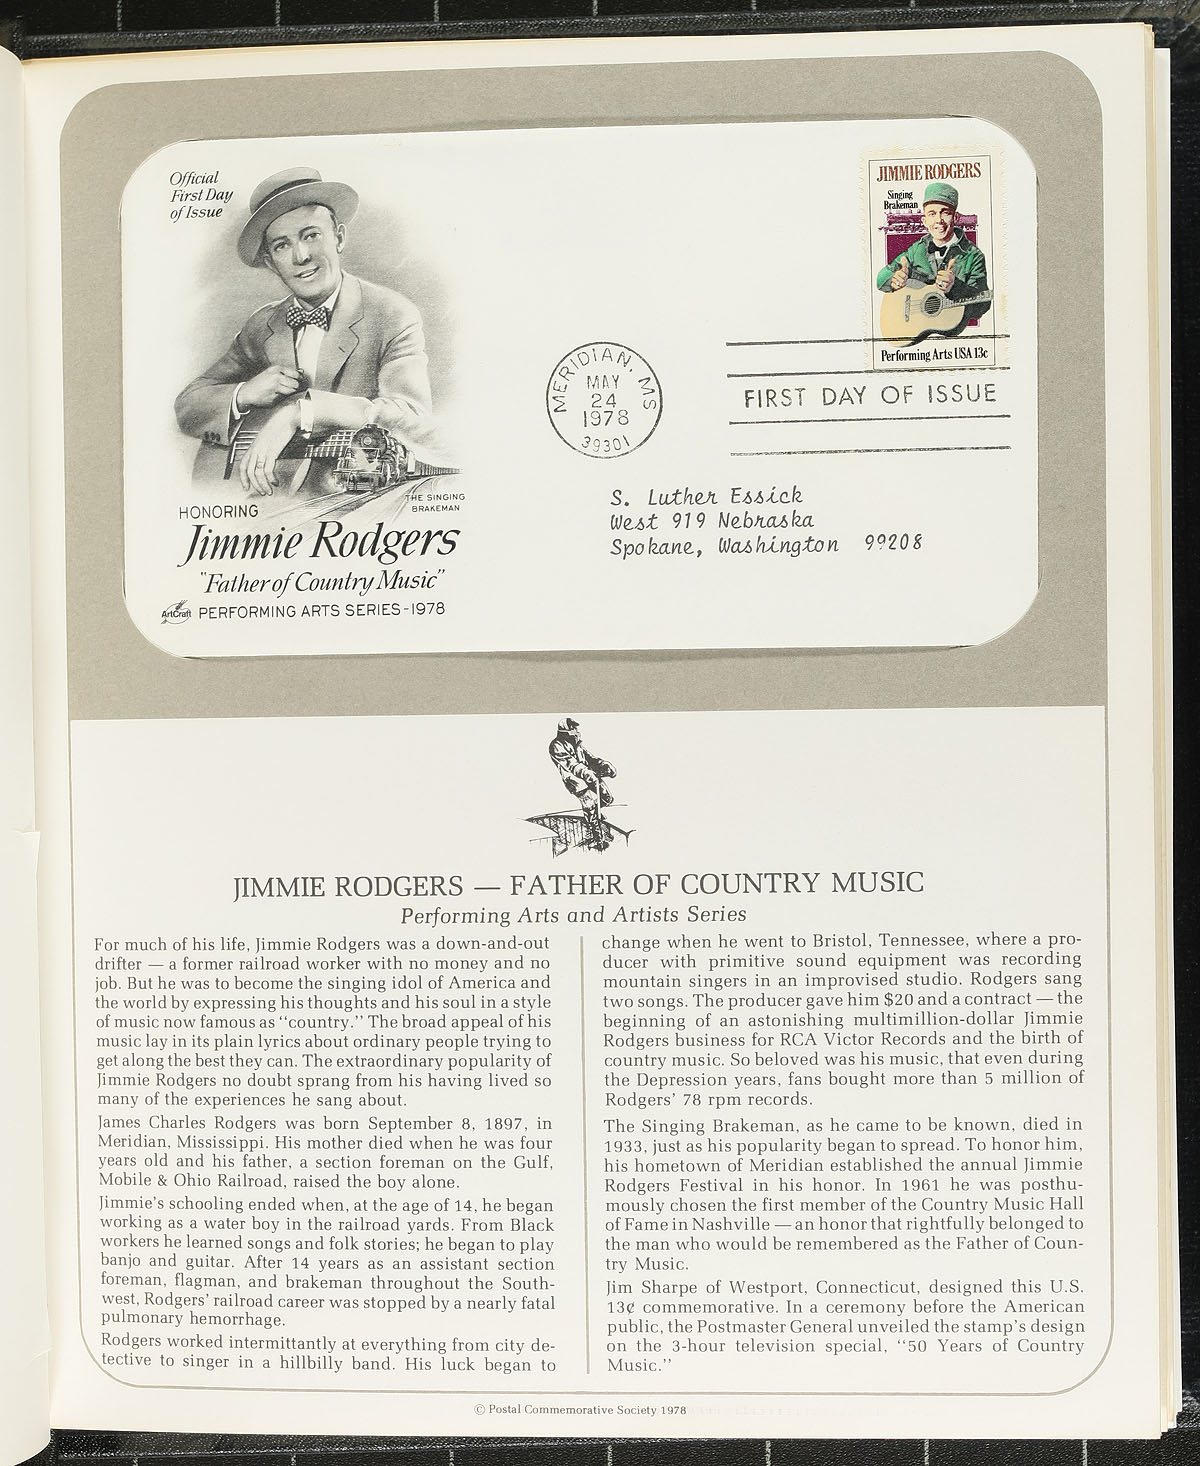 Official
First Day
of Issue
JIMMIE RODGERS
Singing
Brakeman
Performing Arts USA 13c
MERIDIAN, MS
MAY
24
1978
39301
FIRST DAY OF ISSUE
THE SINGING
BRAKEMAN
HONORING
Jimmie Rodgers
"Father of Country Music"
ArtCraft PERFORMING ARTS SERIES-1978
S. Luther Essick
West 919 Nebraska
Spokane, Washington 99208
JIMMIE RODGERS — FATHER OF COUNTRY MUSIC
Performing Arts and Artists Series
For much of his life, Jimmie Rodgers was a down-and-out
drifter — a former railroad worker with no money and no
job. But he was to become the singing idol of America and
the world by expressing his thoughts and his soul in a style
of music now famous as "country." The broad appeal of his
music lay in its plain lyrics about ordinary people trying to
get along the best they can. The extraordinary popularity of
Jimmie Rodgers no doubt sprang from his having lived so
many of the experiences he sang about.
James Charles Rodgers was born September 8, 1897, in
Meridian, Mississippi. His mother died when he was four
years old and his father, a section foreman on the Gulf,
Mobile & Ohio Railroad, raised the boy alone.
Jimmie's schooling ended when, at the age of 14, he began
working as a water boy in the railroad yards. From Black
workers he learned songs and folk stories; he began to play
banjo and guitar. After 14 years as an assistant section
foreman, flagman, and brakeman throughout the South-
west, Rodgers' railroad career was stopped by a nearly fatal
pulmonary hemorrhage.
Rodgers worked intermittently at everything from city de-
tective to singer in a hillbilly band. His luck began to
change when he went to Bristol, Tennessee, where a pro-
ducer with primitive sound equipment was recording
mountain singers in an improvised studio. Rodgers sang
two songs. The producer gave him $20 and a contract — the
beginning of an astonishing multimillion-dollar Jimmie
Rodgers business for RCA Victor Records and the birth of
country music. So beloved was his music, that even during
the Depression years, fans bought more than 5 million of
Rodgers' 78 rpm records.
The Singing Brakeman, as he came to be known, died in
1933, just as his popularity began to spread. To honor him,
his hometown of Meridian established the annual Jimmie
Rodgers Festival in his honor. In 1961 he was posthu-
mously chosen the first member of the Country Music Hall
of Fame in Nashville — an honor that rightfully belonged to
the man who would be remembered as the Father of Coun-
try Music.
Jim Sharpe of Westport, Connecticut, designed this U.S.
13¢ commemorative. In a ceremony before the American
public, the Postmaster General unveiled the stamp's design
on the 3-hour television special, "50 Years of Country
Music."
© Postal Commemorative Society 1978